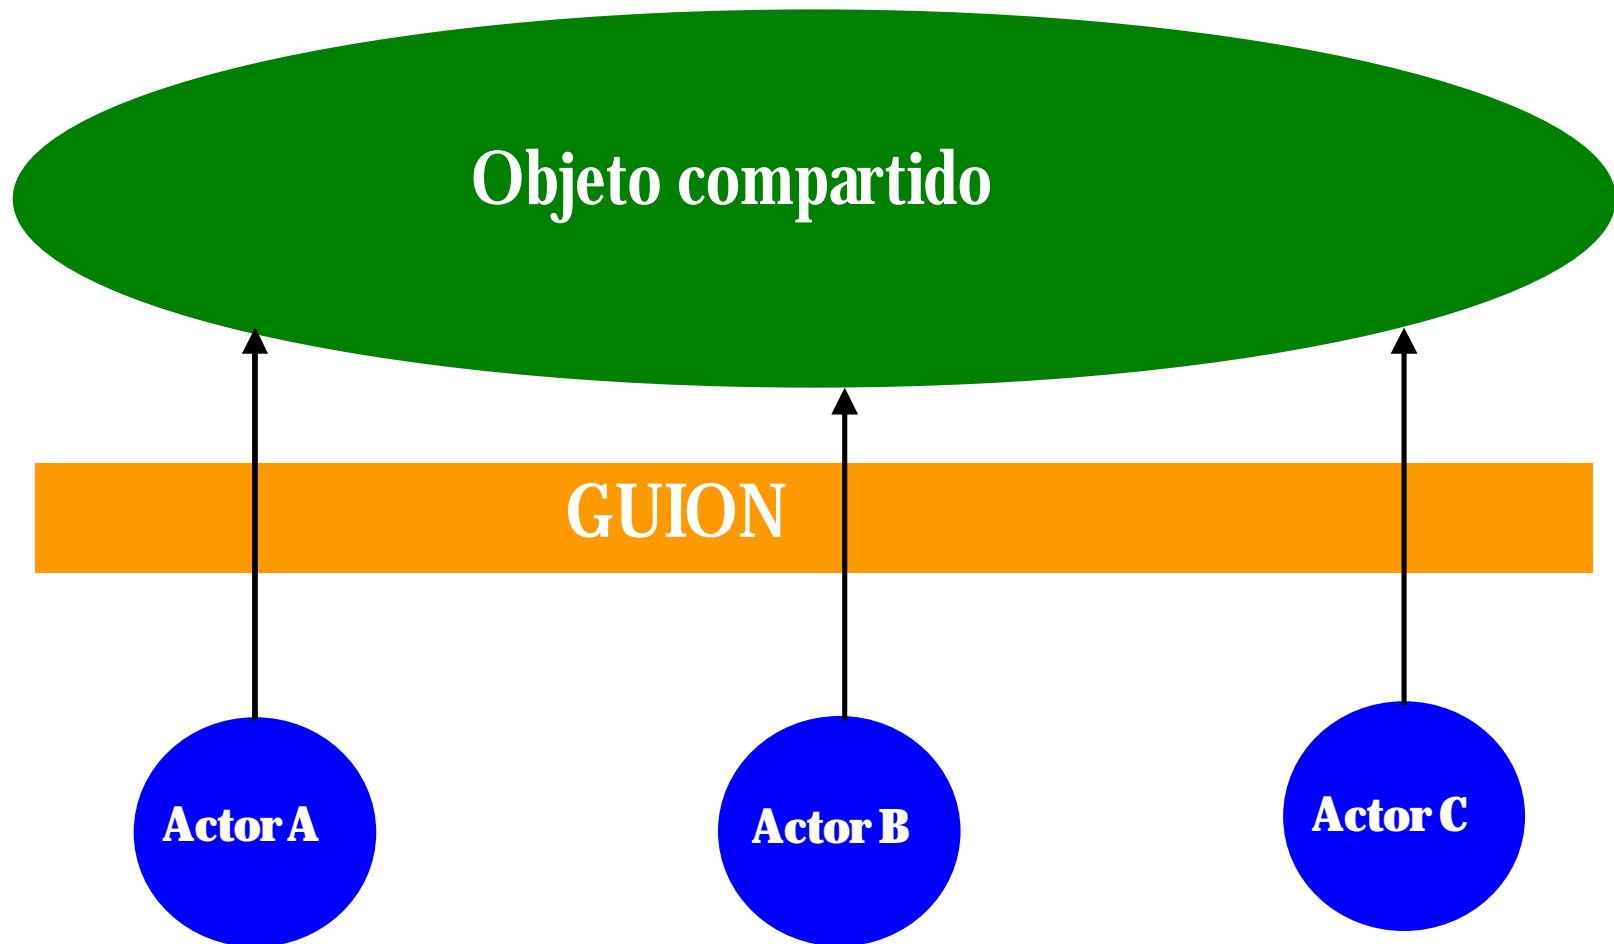 Objeto compartido
GUION
Actor A
Actor B
Actor C